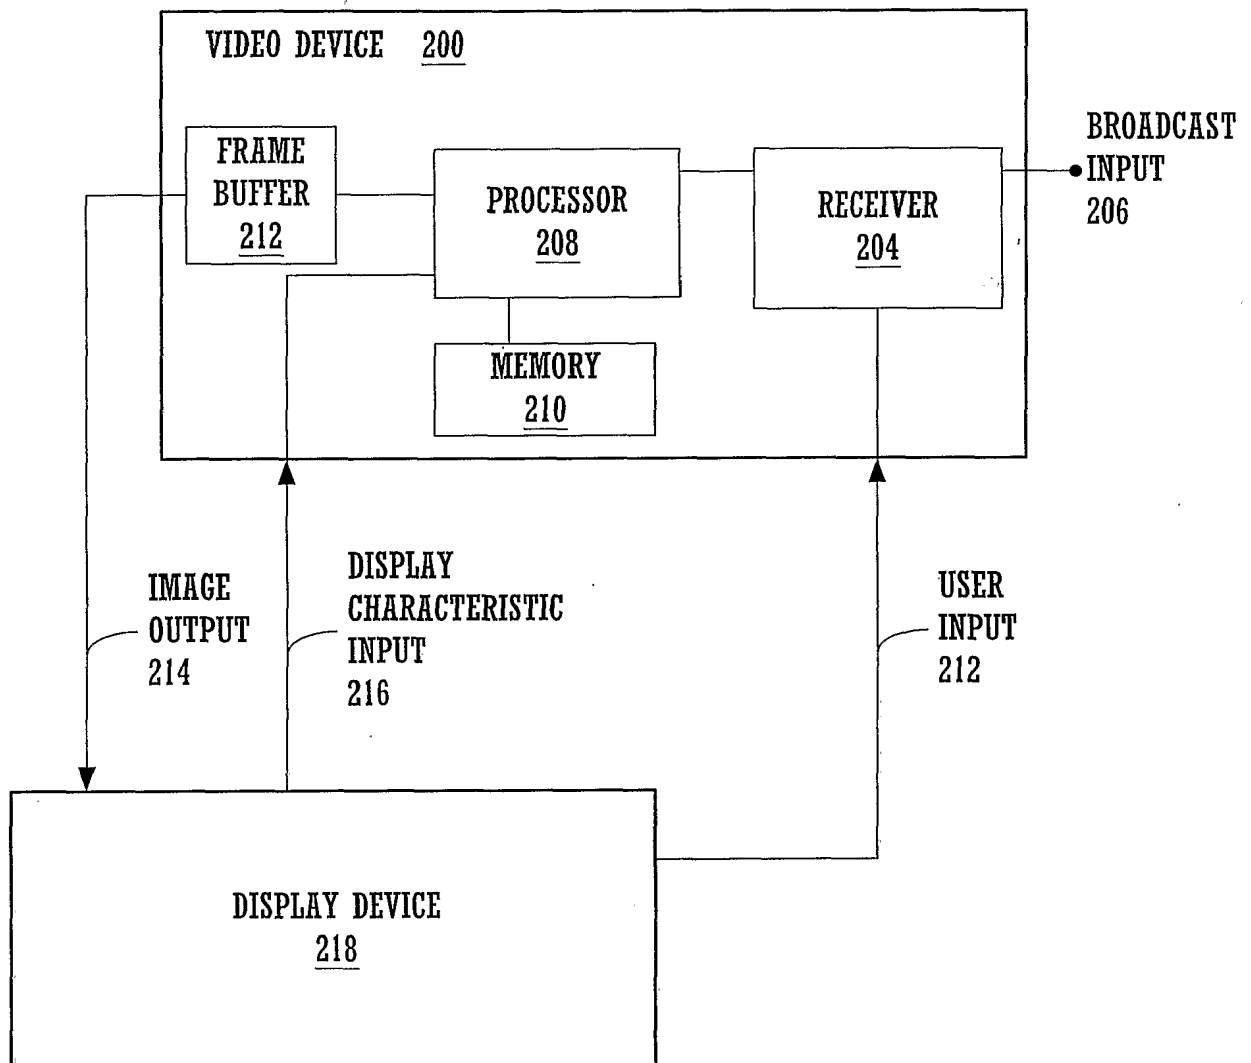 VIDEO DEVICE 200
FRAME
BUFFER
212
PROCESSOR
208
RECEIVER
204
BROADCAST
INPUT
206
MEMORY
210
IMAGE
OUTPUT
214
DISPLAY
CHARACTERISTIC
INPUT
216
USER
INPUT
212
DISPLAY DEVICE
218